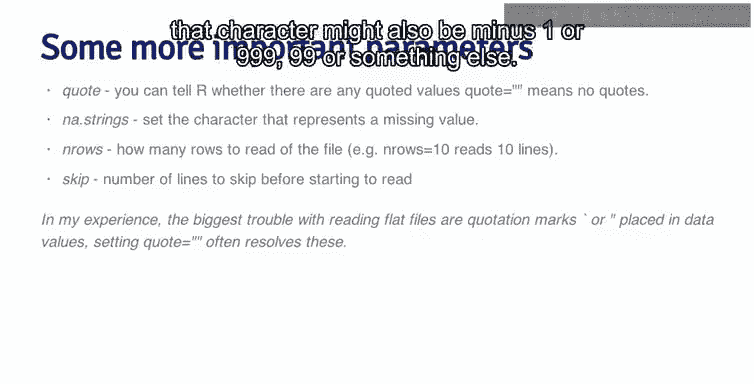 that character might also be minus 1 or
999, 99 or something else.
Some more important parameters
· quote - you can tell R whether there are any quoted values quote="" means no quotes.
· na.strings - set the character that represents a missing value.
· nrows - how many rows to read of the file (e.g. nrows=10 reads 10 lines).
· skip - number of lines to skip before starting to read
In my experience, the biggest trouble with reading flat files are quotation marks ` or " placed in data
values, setting quote="" often resolves these.